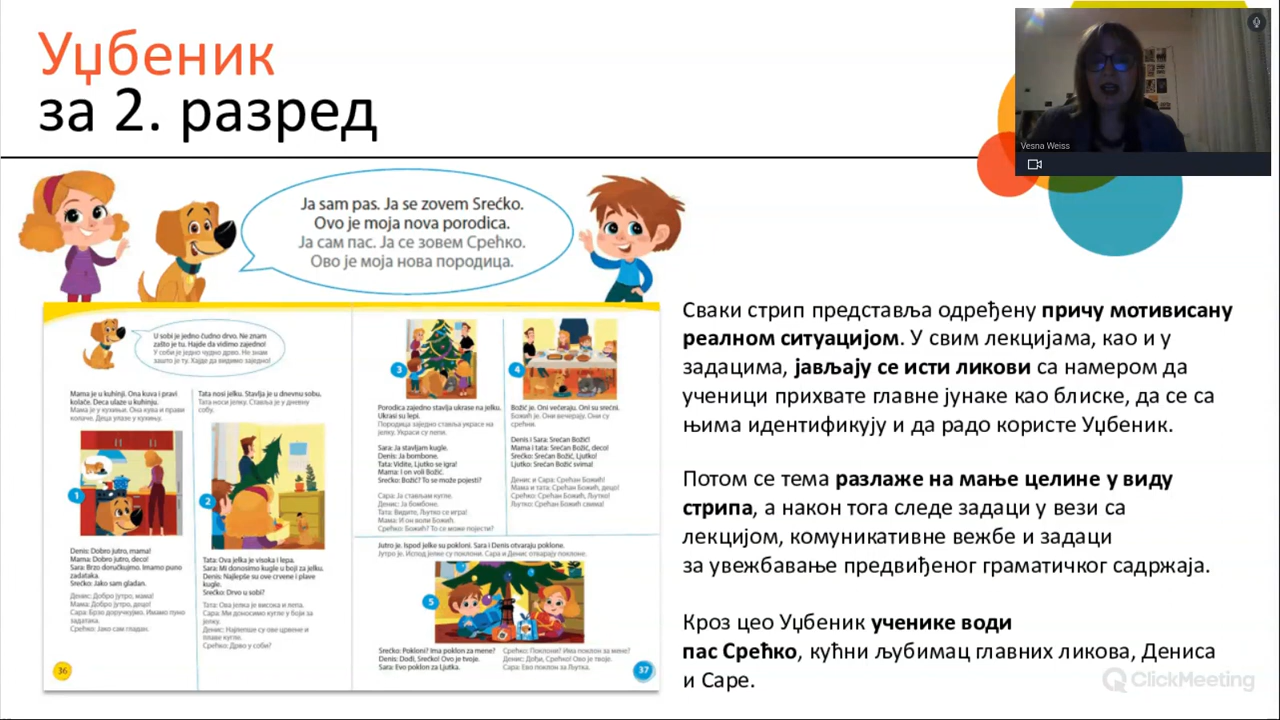 Уџбеник
за 2. разред
Vesna Weiss
Ja sam pas. Ja se zovem Srećko.
Ovo je moja nova porodica.
Ја сам пас. Ја се зовем Срећко.
Ово је моја нова породица.
U sobi je jedno čudno drvo. Ne znam
zašto je tu. Hajde da vidimo zajedno!
У соби је једно чудно дрво. Не знам
зашто је ту. Хајде да видимо заједно!
Mama je u kuhinji. Ona kuva i pravi
kolače. Deca ulaze u kuhinju.
Мама је у кухињи. Она кува и прави
колаче. Деца улазе у кухињу.
1
Denis: Dobro jutro, mama!
Mama: Dobro jutro, deco!
Sara: Brzo doručkujmo. Imamo puno
zadataka.
Srećko: Jako sam gladan.
Денис: Добро јутро, мама!
Мама: Добро јутро, децо!
Сара: Брзо доручкујмо. Имамо пуно
задатака.
Срећко: Јако сам гладан.
36
Tata nosi jelku. Stavlja je u dnevnu sobu.
Тата носи јелку. Ставља је у дневну
собу.
2
Tata: Ova jelka je visoka i lepa.
Sara: Mi donosimo kugle u boji za jelku.
Denis: Najlepše su ove crvene i plave
kugle.
Srećko: Drvo u sobi?
Тата: Ова јелка је висока и лепа.
Сара: Ми доносимо кугле у боји за
јелку.
Денис: Најлепше су ове црвене и
плаве кугле.
Срећко: Дрво у соби?
3
Porodica zajedno stavlja ukrase na jelku.
Ukrasi su lepi.
Породица заједно ставља украсе на
јелку. Украси су лепи.
Sara: Ja stavljam kugle.
Denis: Ja bombone.
Tata: Vidite, Ljutko se igra!
Mama: I on voli Božić.
Srećko: Božić? To se može pojesti?
Сара: Ја стављам кугле.
Денис: Ја бомбоне.
Тата: Видите, Љутко се игра!
Мама: И он воли Божић.
Срећко: Божић? То се може појести?
4
Božić je. Oni večeraju. Oni su srećni.
Божић је. Они вечерају. Они су
срећни.
Denis i Sara: Srećan Božić!
Mama i tata: Srećan Božić, deco!
Srećko: Srećan Božić, Ljutko!
Ljutko: Srećan Božić svima!
Денис и Сара: Срећан Божић!
Мама и тата: Срећан Божић, децо!
Срећко: Срећан Божић, Љутко!
Љутко: Срећан Божић свима!
Jutro je. Ispod jelke su pokloni. Sara i Denis otvaraju poklone.
Јутро је. Испод јелке су поклони. Сара и Денис отварају поклоне.
5
Srećko: Pokloni? Ima poklon za mene?
Denis: Dođi, Srećko! Ovo je tvoje.
Sara: Evo poklon za Ljutka.
Срећко: Поклони? Има поклон за мене?
Денис: Дођи, Срећко! Ово је твоје.
Сара: Ево поклон за Љутка.
37
Сваки стрип представља одређену причу мотивисану
реалном ситуацијом. У свим лекцијама, као и у
задацима, јављају се исти ликови са намером да
ученици прихвате главне јунаке као блиске, да се са
њима идентификују и да радо користе Уџбеник.
Потом се тема разлаже на мање целине у виду
стрипа, а након тога следе задаци у вези са
лекцијом, комуникативне вежбе и задаци
за увежбавање предвиђеног граматичког садржаја.
Кроз цео Уџбеник ученике води
пас Срећко, кућни љубимац главних ликова, Дениса
и Саре.
ClickMeeting